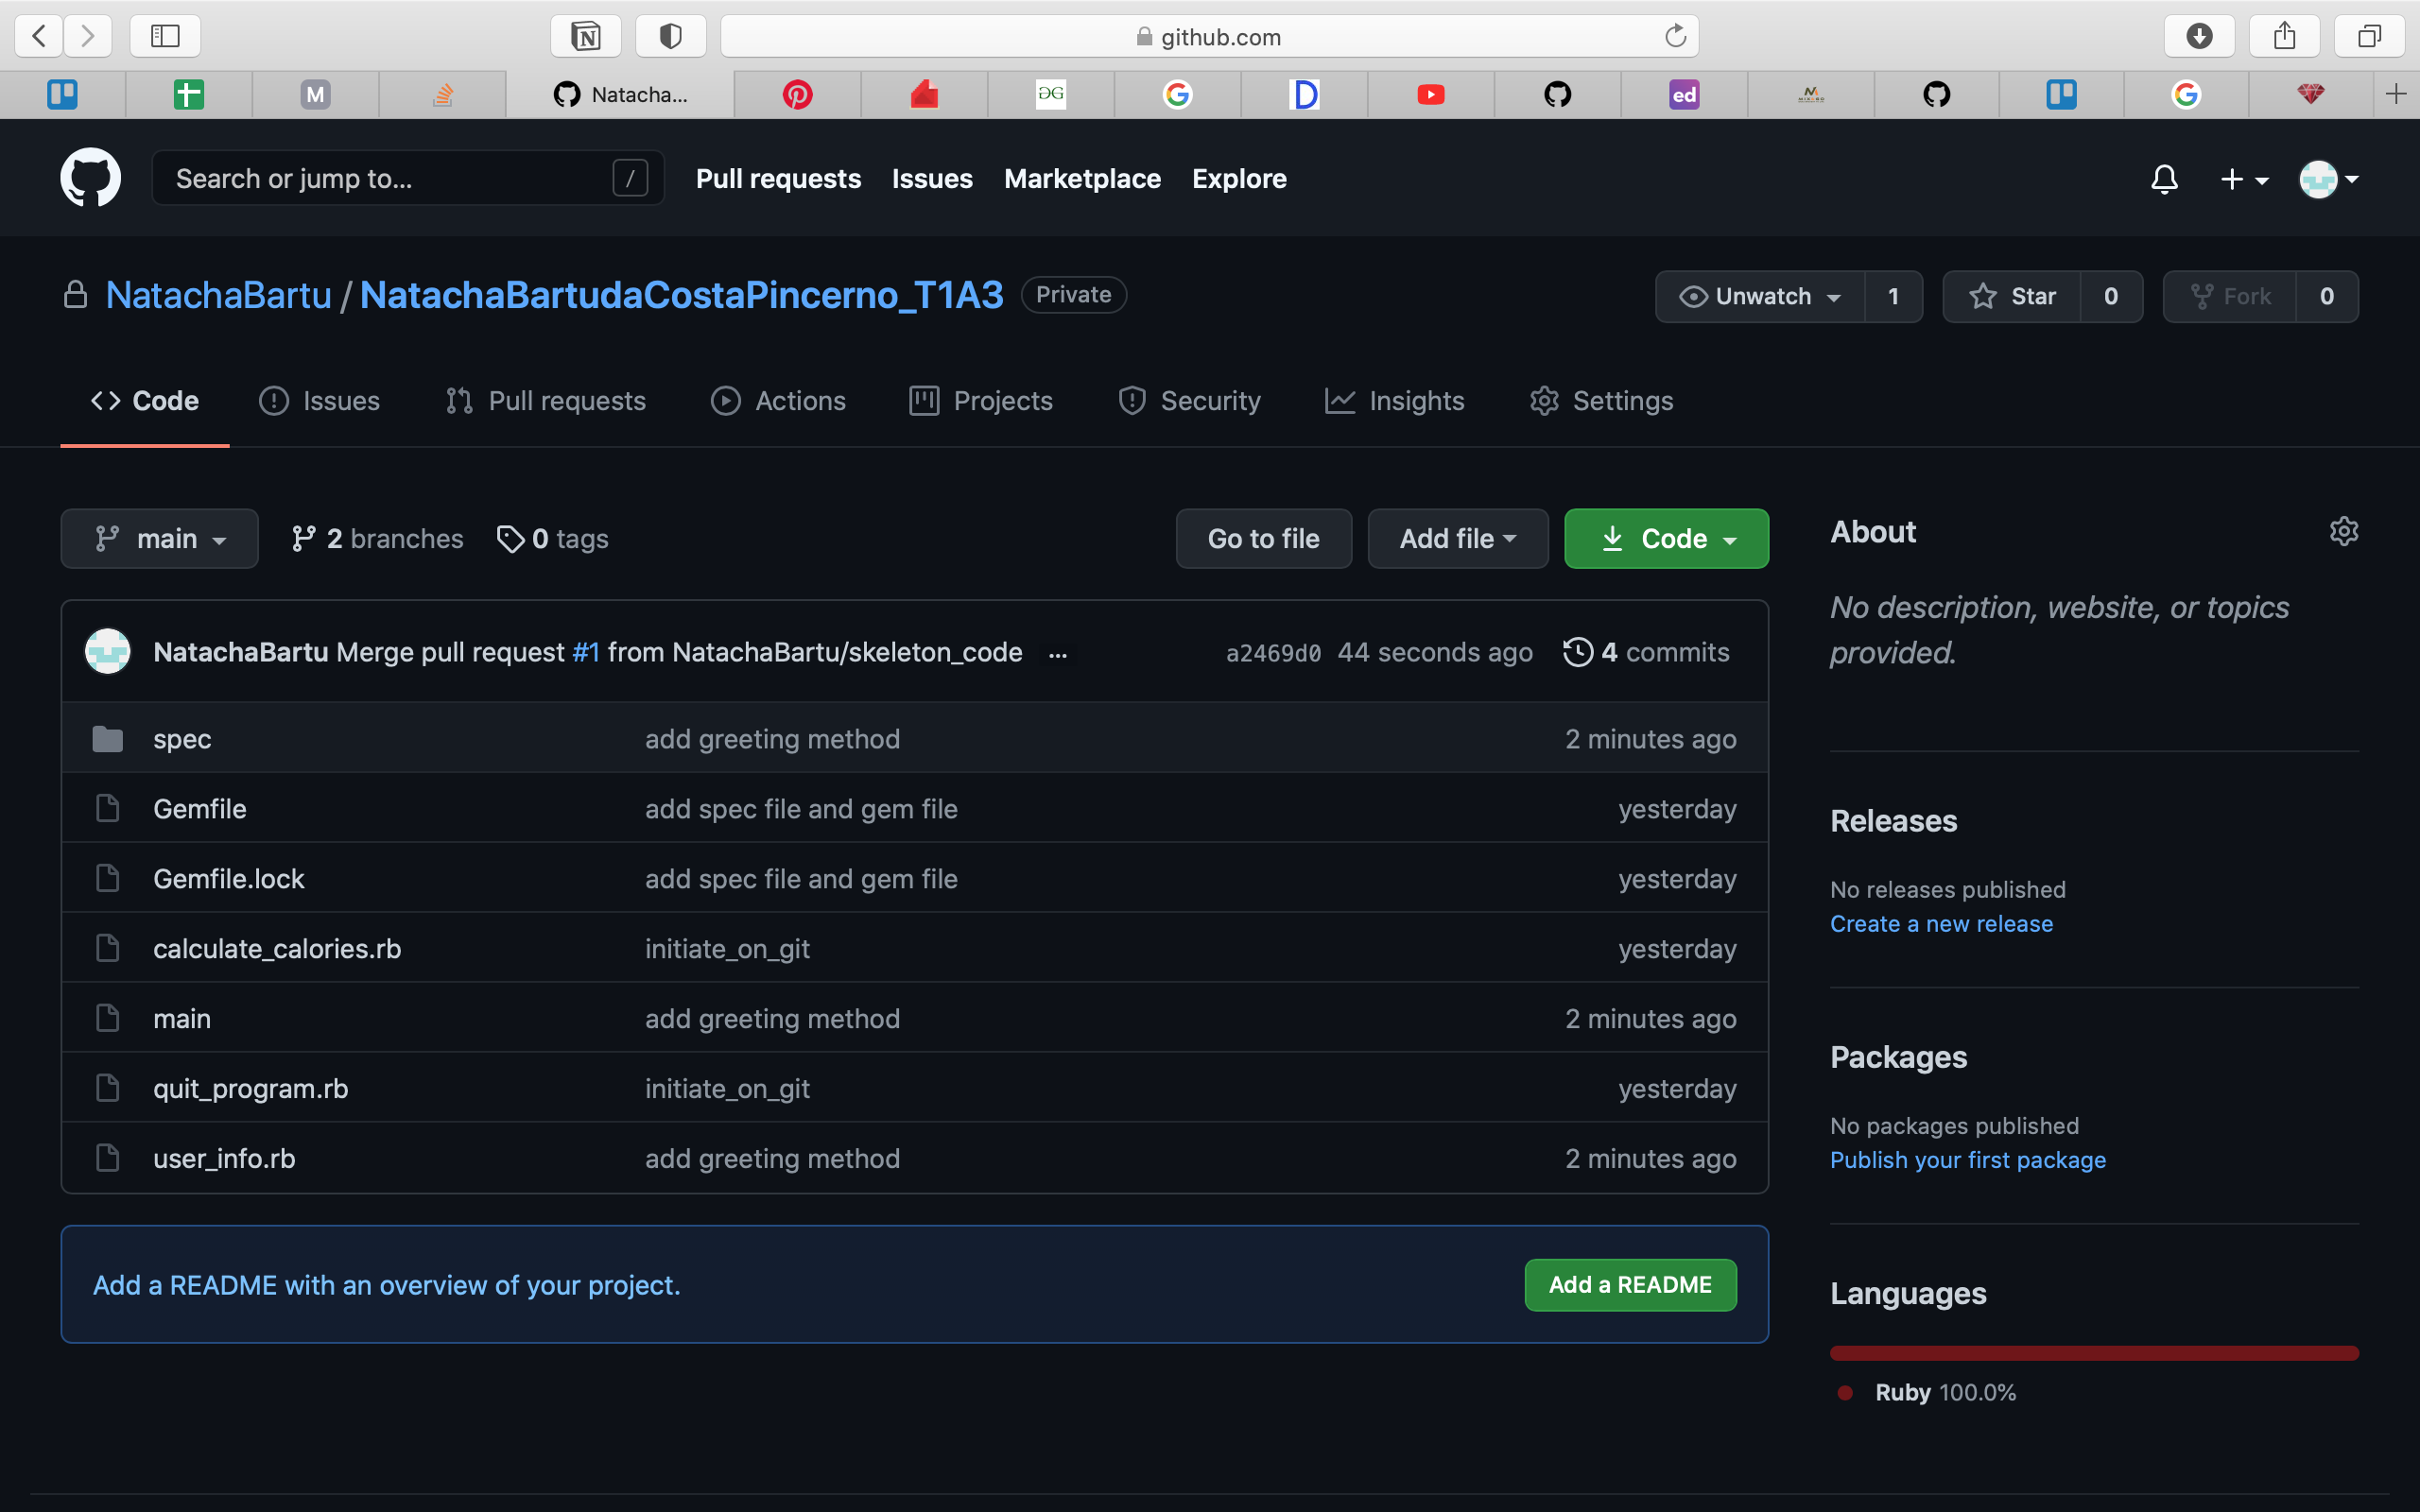 github.com
M
Natacha...
GG
D
ed
Search or jump to... /
Pull requests Issues Marketplace Explore
NatachaBartu / NatachaBartudaCostaPincerno_T1A3 Private
Unwatch 1 Star 0 Fork 0
Code Issues Pull requests Actions Projects Security Insights Settings
main 2 branches 0 tags Go to file Add file Code
NatachaBartu Merge pull request #1 from NatachaBartu/skeleton_code ... a2469d0 44 seconds ago 4 commits
spec add greeting method 2 minutes ago
Gemfile add spec file and gem file yesterday
Gemfile.lock add spec file and gem file yesterday
calculate_calories.rb initiate_on_git yesterday
main add greeting method 2 minutes ago
quit_program.rb initiate_on_git yesterday
user_info.rb add greeting method 2 minutes ago
Add a README with an overview of your project. Add a README
About
No description, website, or topics
provided.
Releases
No releases published
Create a new release
Packages
No packages published
Publish your first package
Languages
Ruby 100.0%